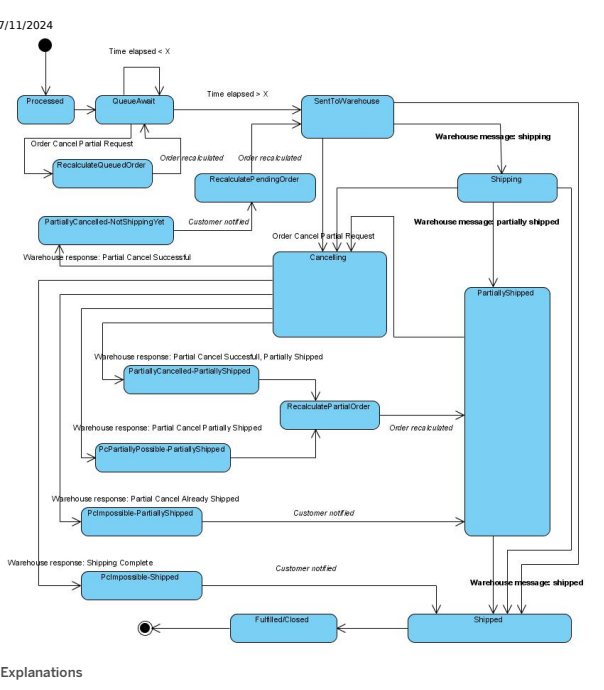 7/11/2024
Time elapsed < X
Time elapsed > X
Processed
QueueAwait
SentToWarehouse
Warehouse message: shipping
Order Cancel Partial Request
Order recalculated
Order recalculated
RecalculateQueuedOrder
RecalculatePendingOrder
Shipping
PartiallyCancelled-NotShippingYet
Customer notified
Warehouse message: partially shipped
Order Cancel Partial Request
Warehouse response: Partial Cancel Successful
Cancelling
PartiallyShipped
Warehouse response: Partial Cancel Succesfull, Partially Shipped
PartiallyCancelled-PartiallyShipped
RecalculatePartialOrder
Warehouse response: Partial Cancel Partially Shipped
Order recalculated
PcPartiallyPossible-PartiallyShipped
Warehouse response: Partial Cancel Already Shipped
PcImpossible-PartiallyShipped
Customer notified
Warehouse response: Shipping Complete
Customer notified
PcImpossible-Shipped
Warehouse message: shipped
Fulfilled/Closed
Shipped
Explanations